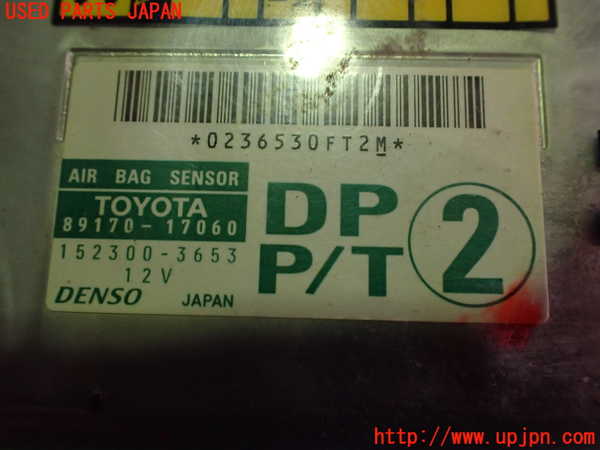 USED PARTS JAPAN
*0236530FT2M*
AIR BAG SENSOR
TOYOTA
89170-17060
152300-3653
12V
DENSO JAPAN
DP
P/T
2
http://www.upjpn.com/